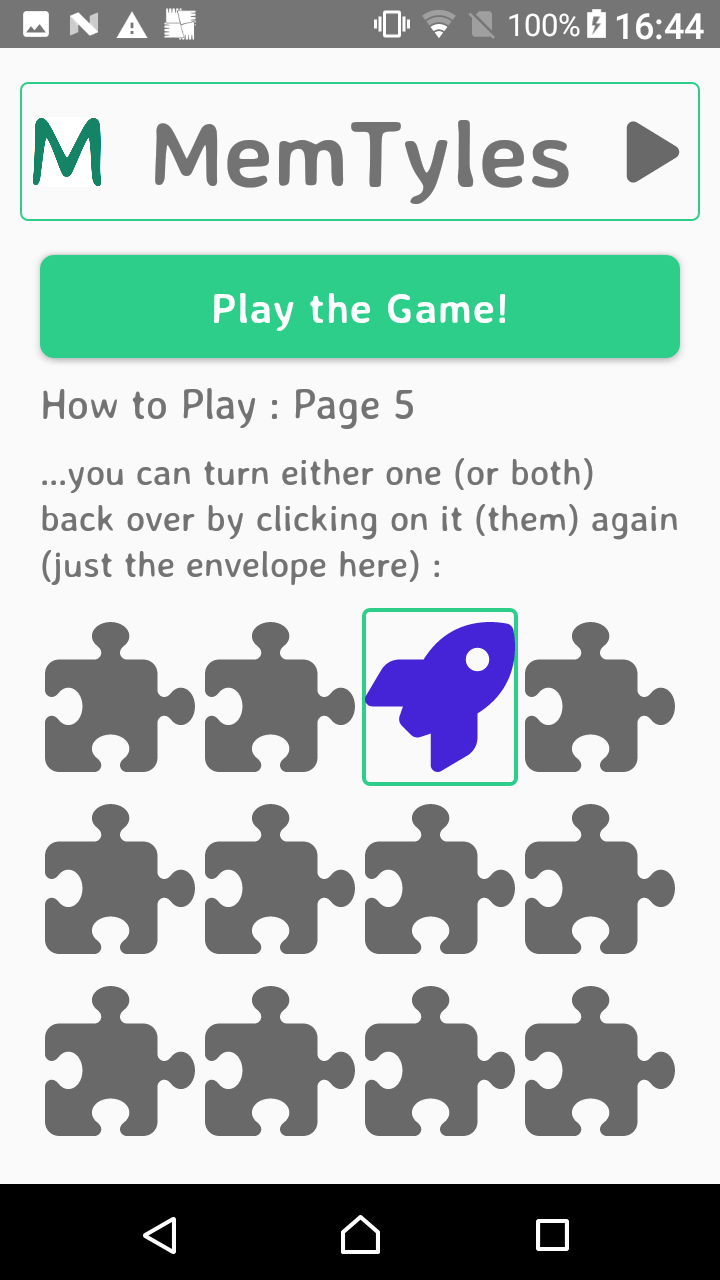 100% 16:44
M MemTyles
Play the Game!
How to Play : Page 5
...you can turn either one (or both)
back over by clicking on it (them) again
(just the envelope here) :